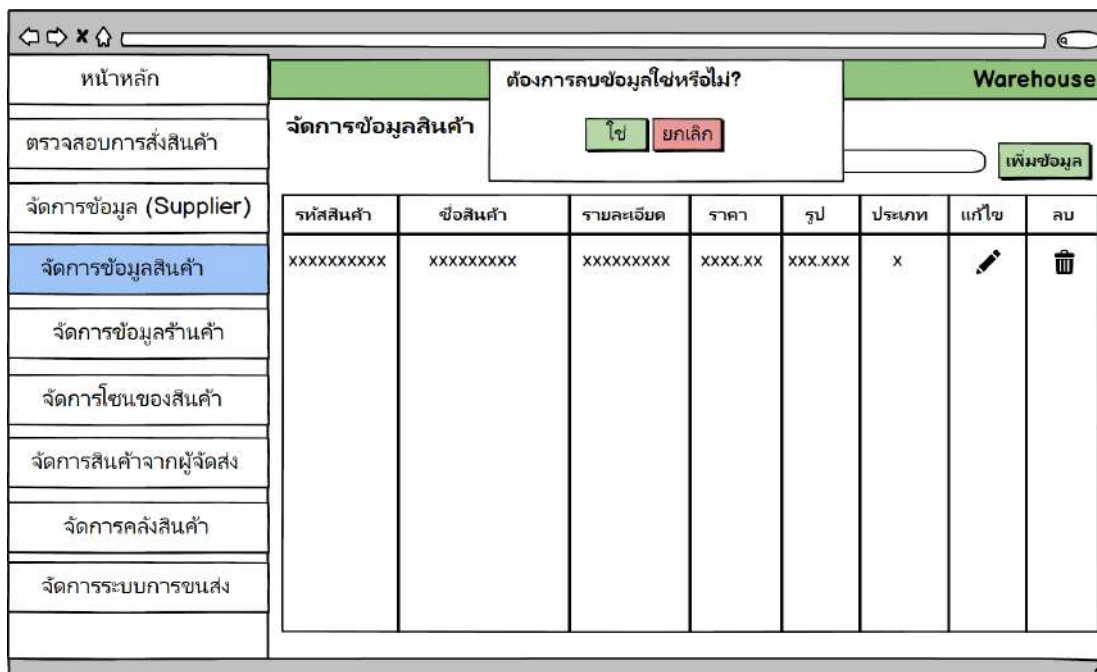 หน้าหลัก
ตรวจสอบการสั่งสินค้า
จัดการข้อมูล (Supplier)
จัดการข้อมูลสินค้า
จัดการข้อมูลร้านค้า
จัดการโซนของสินค้า
จัดการสินค้าจากผู้จัดส่ง
จัดการคลังสินค้า
จัดการระบบการขนส่ง
Warehouse
ต้องการลบข้อมูลใช่หรือไม่?
ใช่ ยกเลิก
จัดการข้อมูลสินค้า
เพิ่มข้อมูล
รหัสสินค้า ชื่อสินค้า รายละเอียด ราคา รูป ประเภท แก้ไข ลบ
xxxxxxxxxx xxxxxxxxx xxxxxxxxx xxxx.xx xxx.xxx x